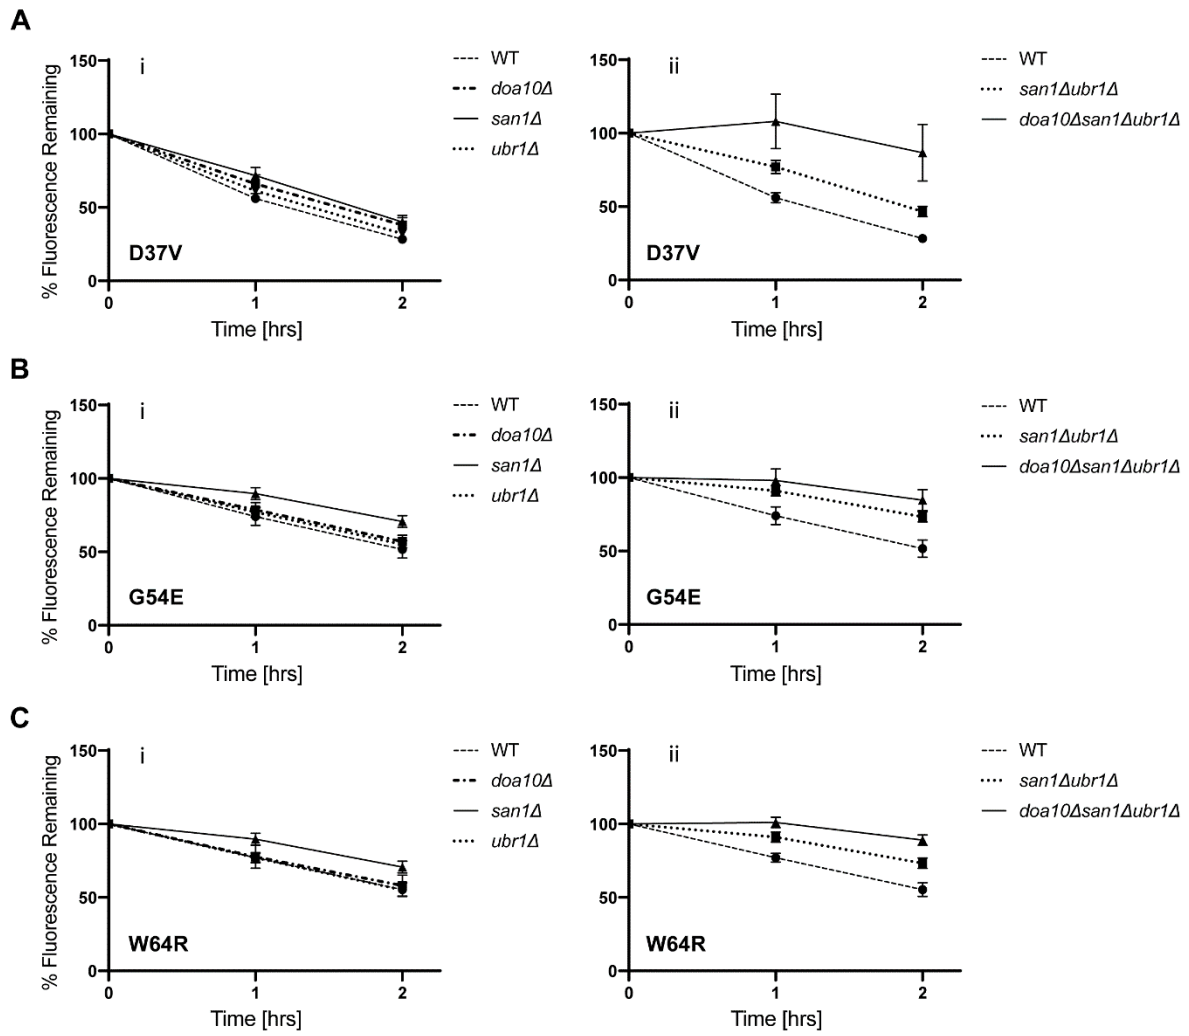 A
i
150
100
50
0
% Fluorescence Remaining
D37V
0 1 2
Time [hrs]
WT
doa10Δ
san1Δ
ubr1Δ
ii
150
100
50
0
D37V
0 1 2
Time [hrs]
WT
san1Δubr1Δ
doa10Δsan1Δubr1Δ
B
i
150
100
50
0
% Fluorescence Remaining
G54E
0 1 2
Time [hrs]
WT
doa10Δ
san1Δ
ubr1Δ
ii
150
100
50
0
G54E
0 1 2
Time [hrs]
WT
san1Δubr1Δ
doa10Δsan1Δubr1Δ
C
i
150
100
50
0
% Fluorescence Remaining
W64R
0 1 2
Time [hrs]
WT
doa10Δ
san1Δ
ubr1Δ
ii
150
100
50
0
W64R
0 1 2
Time [hrs]
WT
san1Δubr1Δ
doa10Δsan1Δubr1Δ